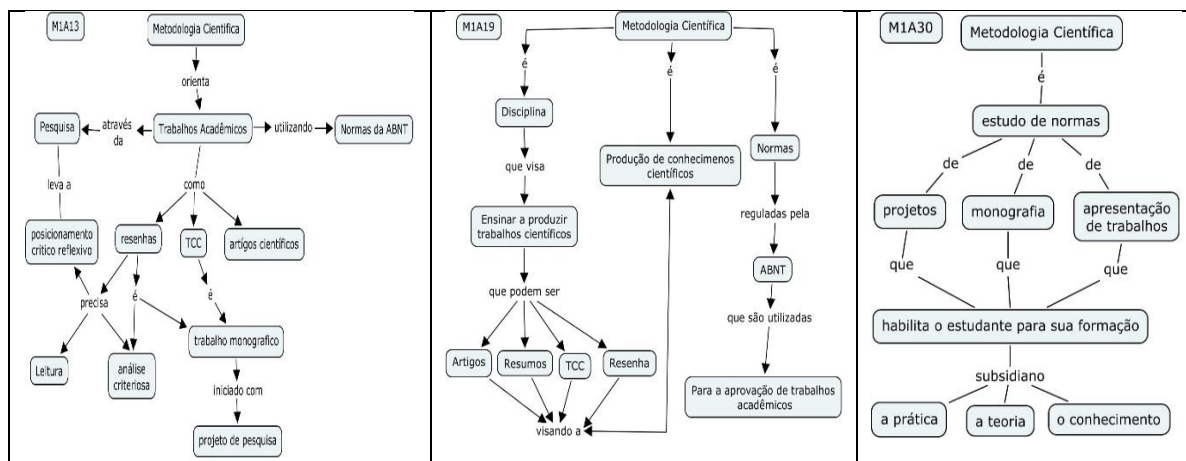 M1A13
Metodologia Científica
orienta
Pesquisa
através
da
Trabalhos Acadêmicos
utilizando
Normas da ABNT
leva a
como
posicionamento
critico reflexivo
resenhas
TCC
artigos científicos
precisa
é
é
Leitura
análise
criteriosa
trabalho monografico
iniciado com
projeto de pesquisa
M1A19
Metodologia Científica
é
é
é
Disciplina
que visa
Produção de conhecimenos
científicos
Normas
Ensinar a produzir
trabalhos científicos
reguladas pela
que podem ser
ABNT
que são utilizadas
Artigos
Resumos
TCC
Resenha
Para a aprovação de trabalhos
acadêmicos
visando a
M1A30
Metodologia Científica
é
estudo de normas
de
de
de
projetos
monografia
apresentação
de trabalhos
que
que
que
habilita o estudante para sua formação
subsidiano
a prática
a teoria
o conhecimento